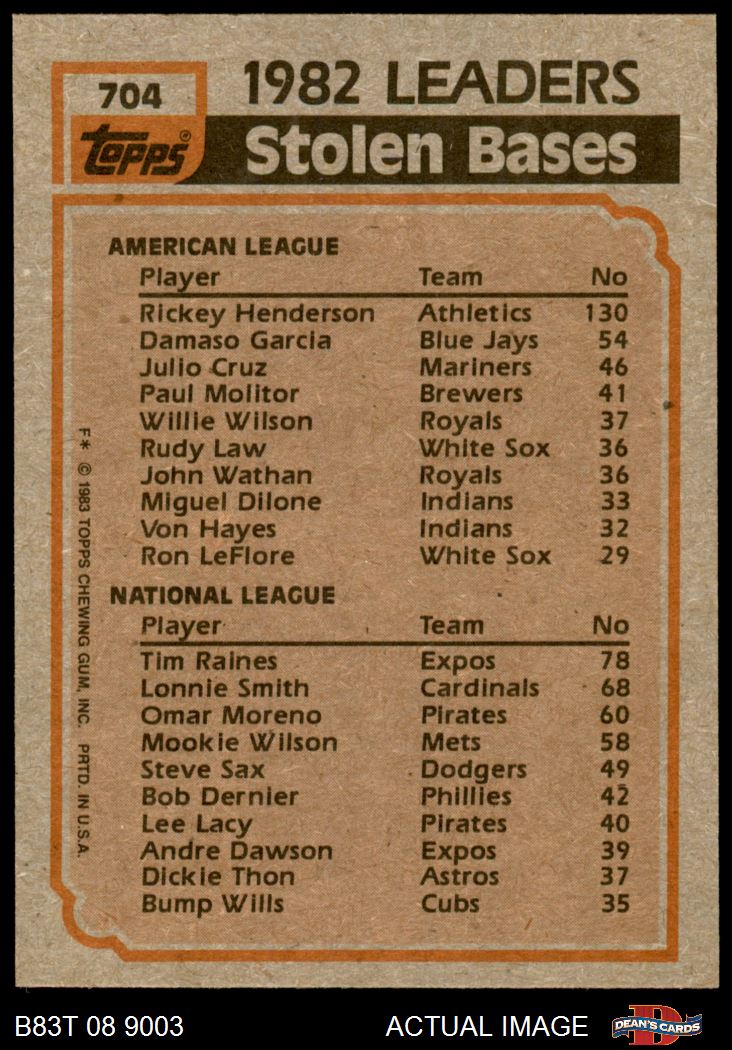 704
1982 LEADERS
Topps®
Stolen Bases
AMERICAN LEAGUE
Player Team No
Rickey Henderson Athletics 130
Damaso Garcia Blue Jays 54
Julio Cruz Mariners 46
Paul Molitor Brewers 41
Willie Wilson Royals 37
Rudy Law White Sox 36
John Wathan Royals 36
Miguel Dilone Indians 33
Von Hayes Indians 32
Ron LeFlore White Sox 29
NATIONAL LEAGUE
Player Team No
Tim Raines Expos 78
Lonnie Smith Cardinals 68
Omar Moreno Pirates 60
Mookie Wilson Mets 58
Steve Sax Dodgers 49
Bob Dernier Phillies 42
Lee Lacy Pirates 40
Andre Dawson Expos 39
Dickie Thon Astros 37
Bump Wills Cubs 35
F* © 1983 TOPPS CHEWING GUM, INC. PRTD. IN U.S.A.
B83T 08 9003
ACTUAL IMAGE
D
DEAN'S CARDS